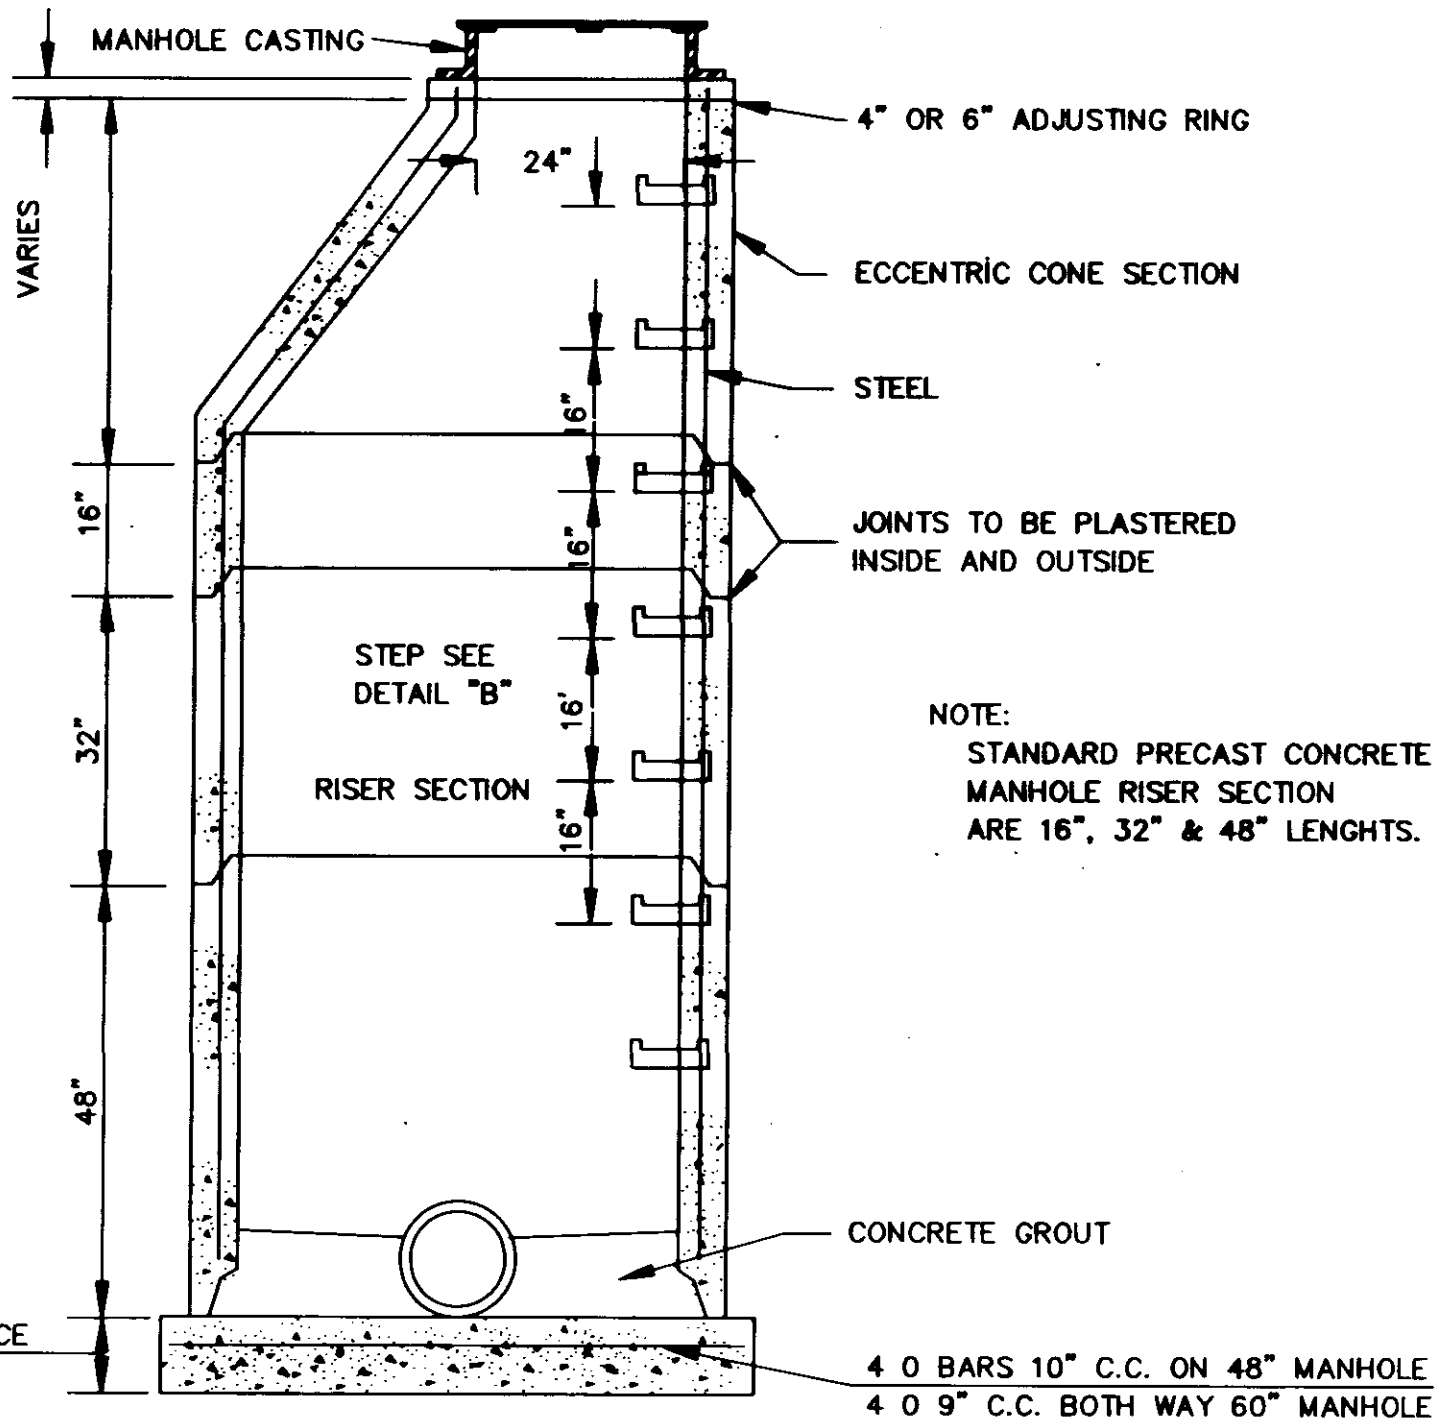 MANHOLE CASTING
4" OR 6" ADJUSTING RING
24"
VARIES
ECCENTRIC CONE SECTION
STEEL
16"
16"
16"
JOINTS TO BE PLASTERED
INSIDE AND OUTSIDE
STEP SEE
DETAIL "B"
32"
16'
RISER SECTION
16"
NOTE:
STANDARD PRECAST CONCRETE
MANHOLE RISER SECTION
ARE 16", 32" & 48" LENGHTS.
48"
CONCRETE GROUT
CE
4 0 BARS 10" C.C. ON 48" MANHOLE
4 0 9" C.C. BOTH WAY 60" MANHOLE